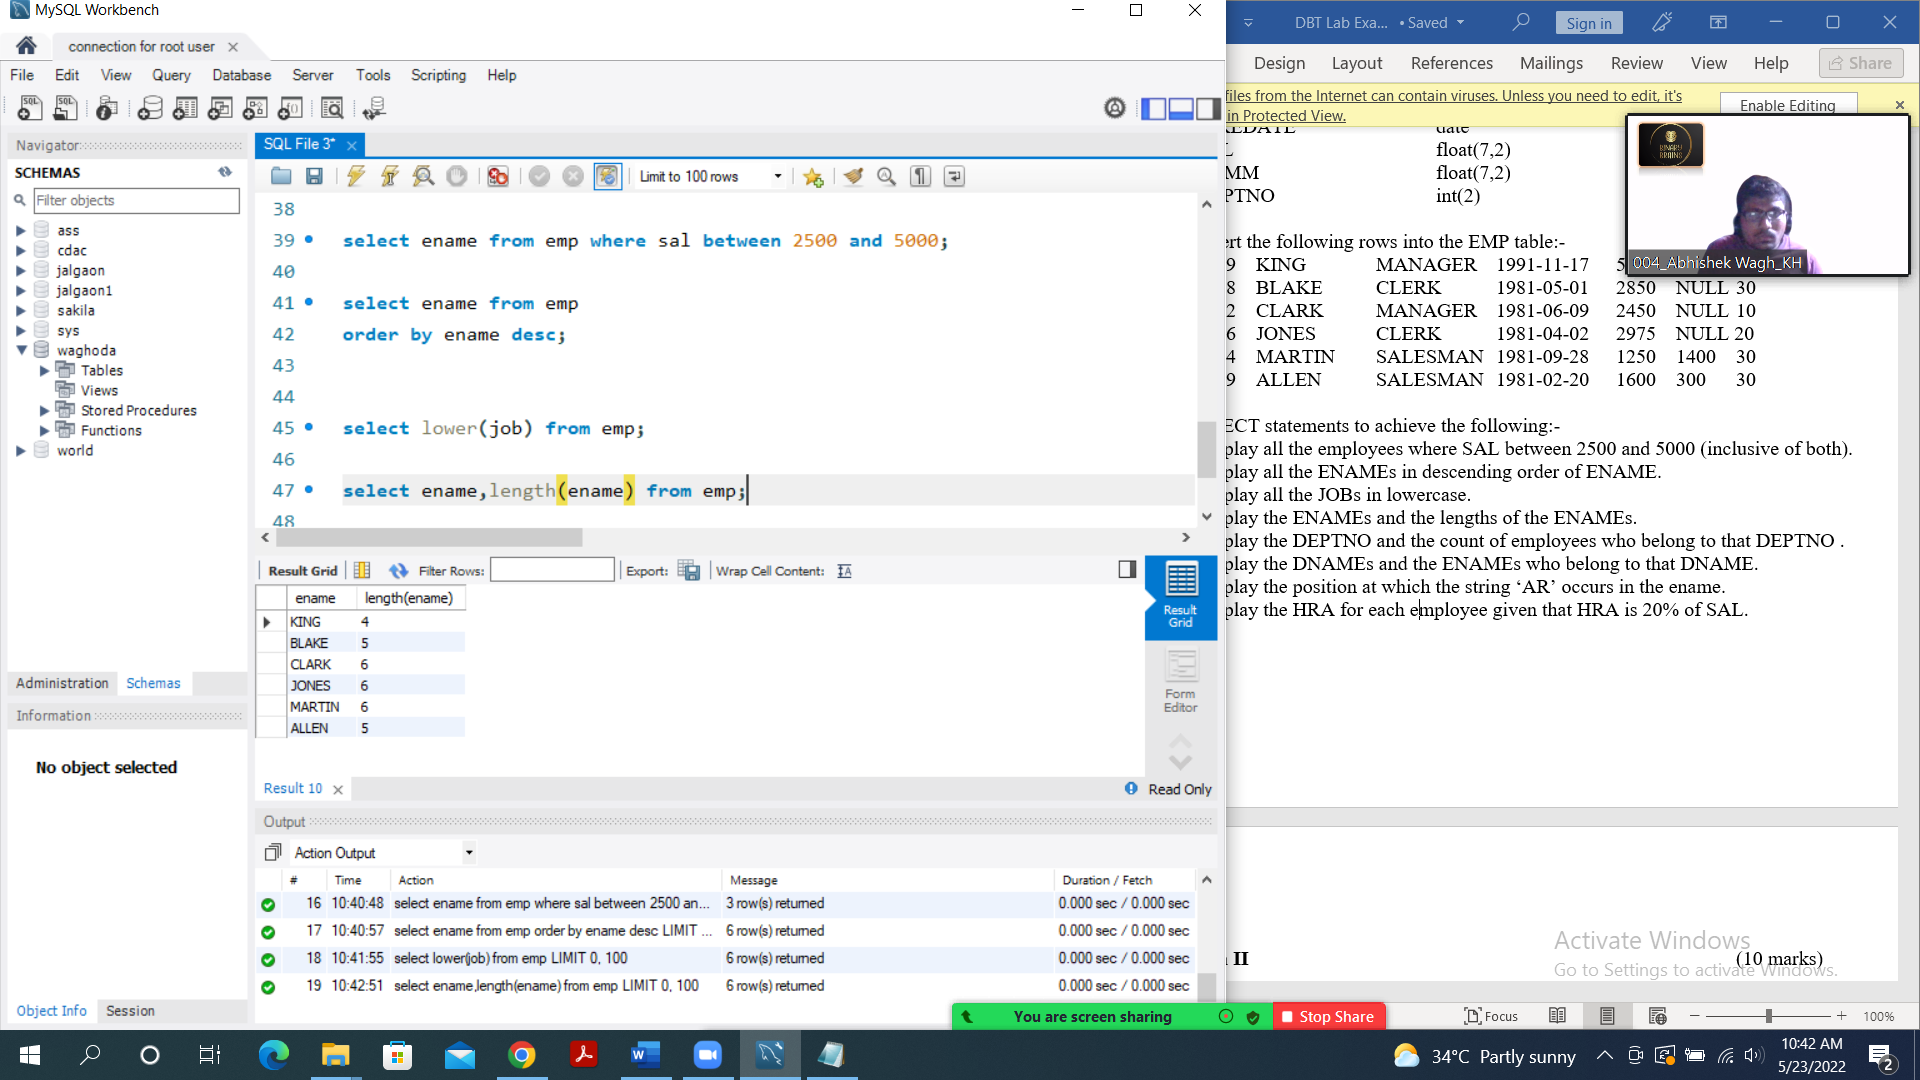 MySQL Workbench
connection for root user
File Edit View Query Database Server Tools Scripting Help
Navigator
SCHEMAS
Filter objects
ass
cdac
jalgaon
jalgaon1
sakila
sys
waghoda
Tables
Views
Stored Procedures
Functions
world
Administration Schemas
Information
No object selected
Object Info Session
SQL File 3*
Limit to 100 rows
38
39 select ename from emp where sal between 2500 and 5000;
40
41 select ename from emp
42 order by ename desc;
43
44
45 select lower(job) from emp;
46
47 select ename,length(ename) from emp;
48
Result Grid Filter Rows: Export: Wrap Cell Content:
ename length(ename)
KING 4
BLAKE 5
CLARK 6
JONES 6
MARTIN 6
ALLEN 5
Result Grid
Form Editor
Result 10
Read Only
Output
Action Output
# Time Action Message Duration / Fetch
16 10:40:48 select ename from emp where sal between 2500 an... 3 row(s) returned 0.000 sec / 0.000 sec
17 10:40:57 select ename from emp order by ename desc LIMIT ... 6 row(s) returned 0.000 sec / 0.000 sec
18 10:41:55 select lower(job) from emp LIMIT 0, 100 6 row(s) returned 0.000 sec / 0.000 sec
19 10:42:51 select ename,length(ename) from emp LIMIT 0, 100 6 row(s) returned 0.000 sec / 0.000 sec
You are screen sharing Stop Share
DBT Lab Exa... • Saved Sign in
Design Layout References Mailings Review View Help Share
files from the Internet can contain viruses. Unless you need to edit, it's
in Protected View.
Enable Editing
BINARY BRAINS
004_Abhishek Wagh_KH
EDATE date
L float(7,2)
MM float(7,2)
PTNO int(2)
ert the following rows into the EMP table:-
9 KING MANAGER 1991-11-17 5
8 BLAKE CLERK 1981-05-01 2850 NULL 30
2 CLARK MANAGER 1981-06-09 2450 NULL 10
6 JONES CLERK 1981-04-02 2975 NULL 20
4 MARTIN SALESMAN 1981-09-28 1250 1400 30
9 ALLEN SALESMAN 1981-02-20 1600 300 30
ECT statements to achieve the following:-
play all the employees where SAL between 2500 and 5000 (inclusive of both).
play all the ENAMEs in descending order of ENAME.
play all the JOBs in lowercase.
play the ENAMEs and the lengths of the ENAMEs.
play the DEPTNO and the count of employees who belong to that DEPTNO .
play the DNAMEs and the ENAMEs who belong to that DNAME.
play the position at which the string ‘AR’ occurs in the ename.
play the HRA for each employee given that HRA is 20% of SAL.
II (10 marks)
Activate Windows
Go to Settings to activate Windows.
Focus 100%
34°C Partly sunny
10:42 AM
5/23/2022
2